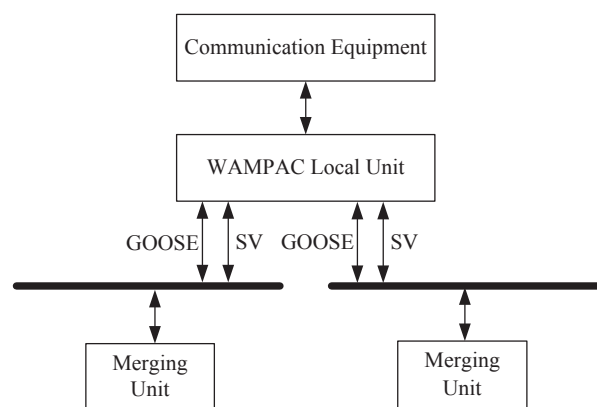 Communication Equipment
WAMPAC Local Unit
GOOSE
SV
GOOSE
SV
Merging
Unit
Merging
Unit